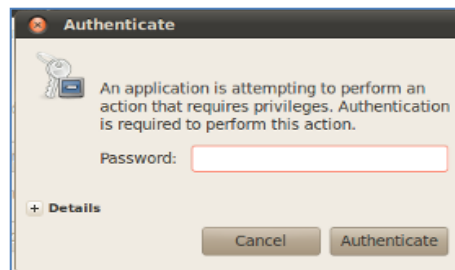 Authenticate
An application is attempting to perform an
action that requires privileges. Authentication
is required to perform this action.
Password:
+ Details
Cancel Authenticate